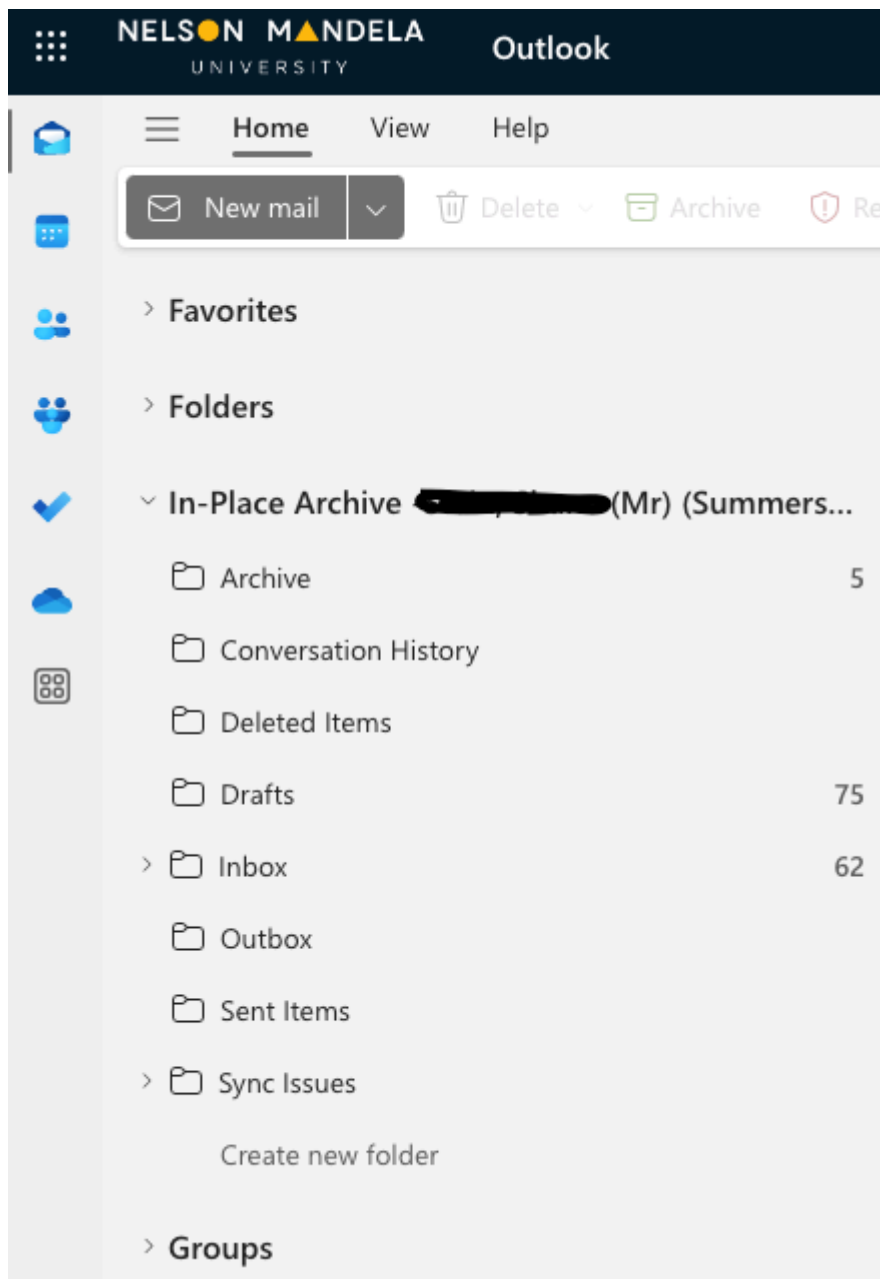 NELSON MANDELA
UNIVERSITY
Outlook
Home View Help
New mail Delete Archive Re
Favorites
Folders
In-Place Archive (Mr) (Summers...
Archive 5
Conversation History
Deleted Items
Drafts 75
Inbox 62
Outbox
Sent Items
Sync Issues
Create new folder
Groups